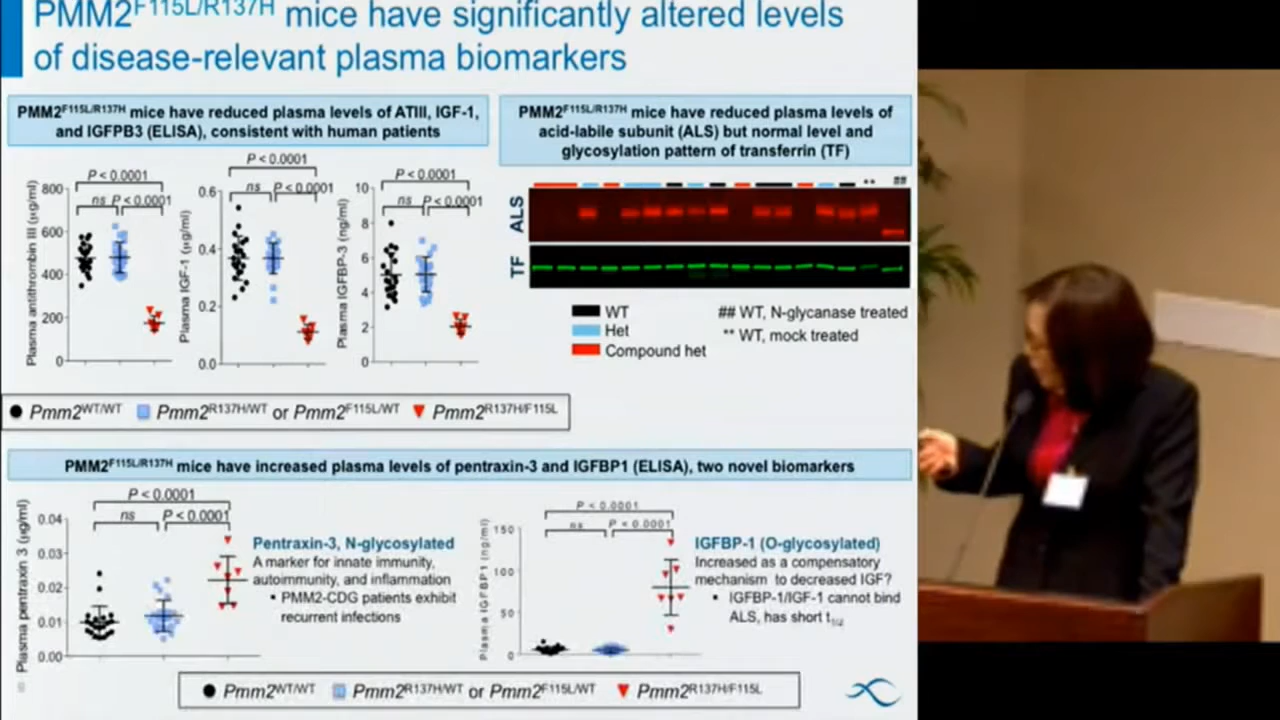 PMM2F115L/R137H mice have significantly altered levels
of disease-relevant plasma biomarkers
PMM2F115L/R137H mice have reduced plasma levels of ATIII, IGF-1,
and IGFPB3 (ELISA), consistent with human patients
PMM2F115L/R137H mice have reduced plasma levels of
acid-labile subunit (ALS) but normal level and
glycosylation pattern of transferrin (TF)
Plasma antithrombin III (µg/ml)
800
600
400
200
0
P < 0.0001
ns
P < 0.0001
Plasma IGF-1 (µg/ml)
0.6
0.4
0.2
0.0
P < 0.0001
ns
P < 0.0001
Plasma IGFBP-3 (ng/ml)
10
8
6
4
2
0
P < 0.0001
ns
P < 0.0001
** ##
ALS
TF
WT
Het
Compound het
## WT, N-glycanase treated
** WT, mock treated
Pmm2WT/WT Pmm2R137H/WT or Pmm2F115L/WT Pmm2R137H/F115L
PMM2F115L/R137H mice have increased plasma levels of pentraxin-3 and IGFBP1 (ELISA), two novel biomarkers
Plasma pentraxin 3 (µg/ml)
0.04
0.03
0.02
0.01
0.00
P < 0.0001
ns
P < 0.0001
Pentraxin-3, N-glycosylated
A marker for innate immunity,
autoimmunity, and inflammation
• PMM2-CDG patients exhibit
recurrent infections
Plasma IGFBP1 (ng/ml)
150
100
50
0
P < 0.0001
ns
P < 0.0001
IGFBP-1 (O-glycosylated)
Increased as a compensatory
mechanism to decreased IGF?
• IGFBP-1/IGF-1 cannot bind
ALS, has short t1/2
Pmm2WT/WT Pmm2R137H/WT or Pmm2F115L/WT Pmm2R137H/F115L